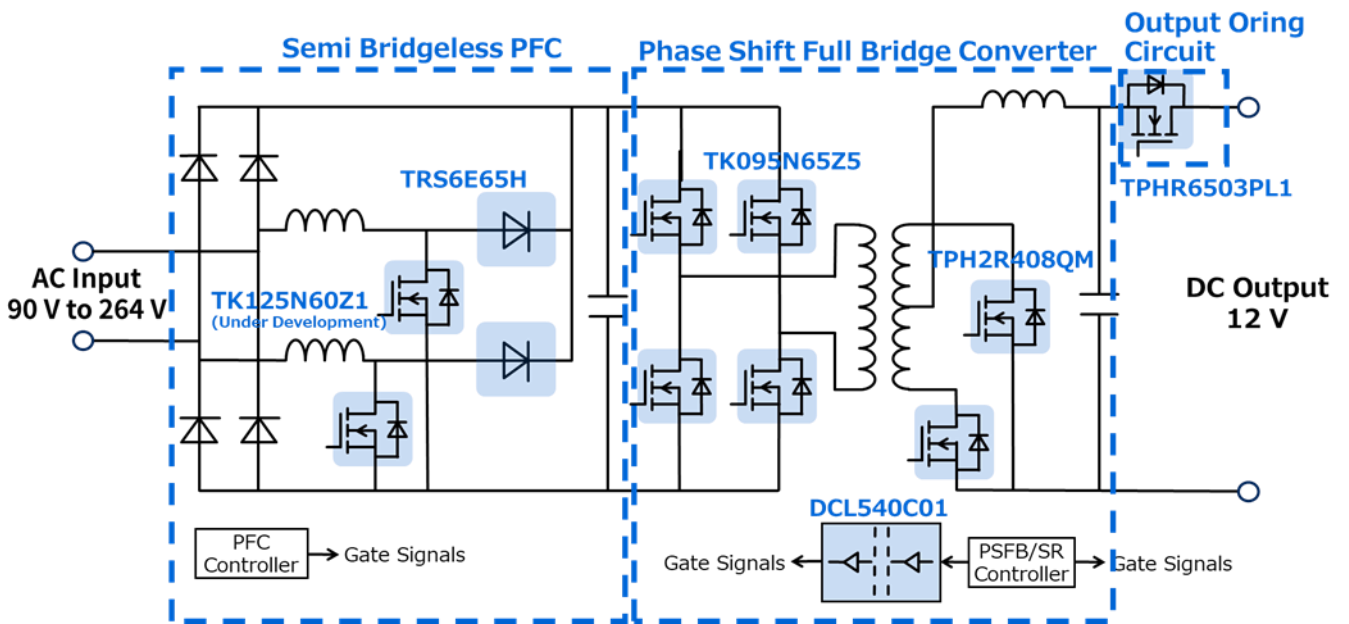 Semi Bridgeless PFC
Phase Shift Full Bridge Converter
Output Oring
Circuit
TRS6E65H
TK095N65Z5
TPHR6503PL1
AC Input
90 V to 264 V
TK125N60Z1
(Under Development)
TPH2R408QM
DC Output
12 V
DCL540C01
PFC
Controller
Gate Signals
Gate Signals
PSFB/SR
Controller
Gate Signals